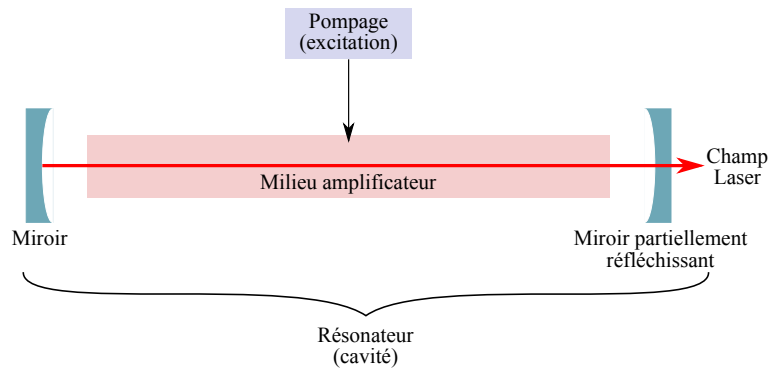 Pompage
(excitation)
Champ
Laser
Milieu amplificateur
Miroir
Miroir partiellement
réfléchissant
Résonateur
(cavité)